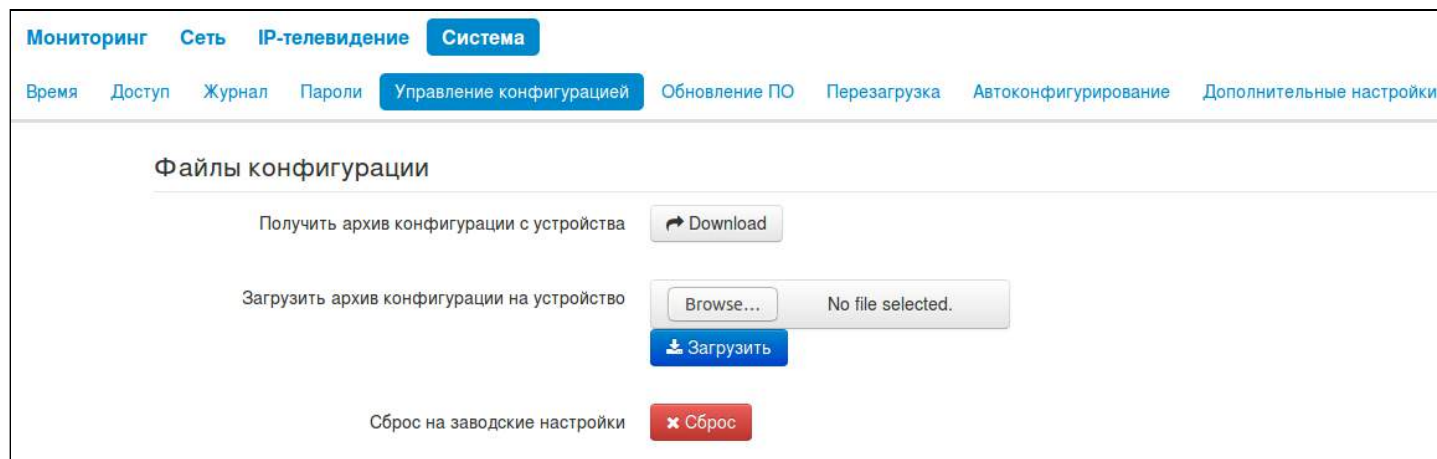 Мониторинг Сеть IP-телевидение Система
Время Доступ Журнал Пароли Управление конфигурацией Обновление ПО Перезагрузка Автоконфигурирование Дополнительные настройки
Файлы конфигурации
Получить архив конфигурации с устройства Download
Загрузить архив конфигурации на устройство Browse... No file selected.
Загрузить
Сброс на заводские настройки Сброс